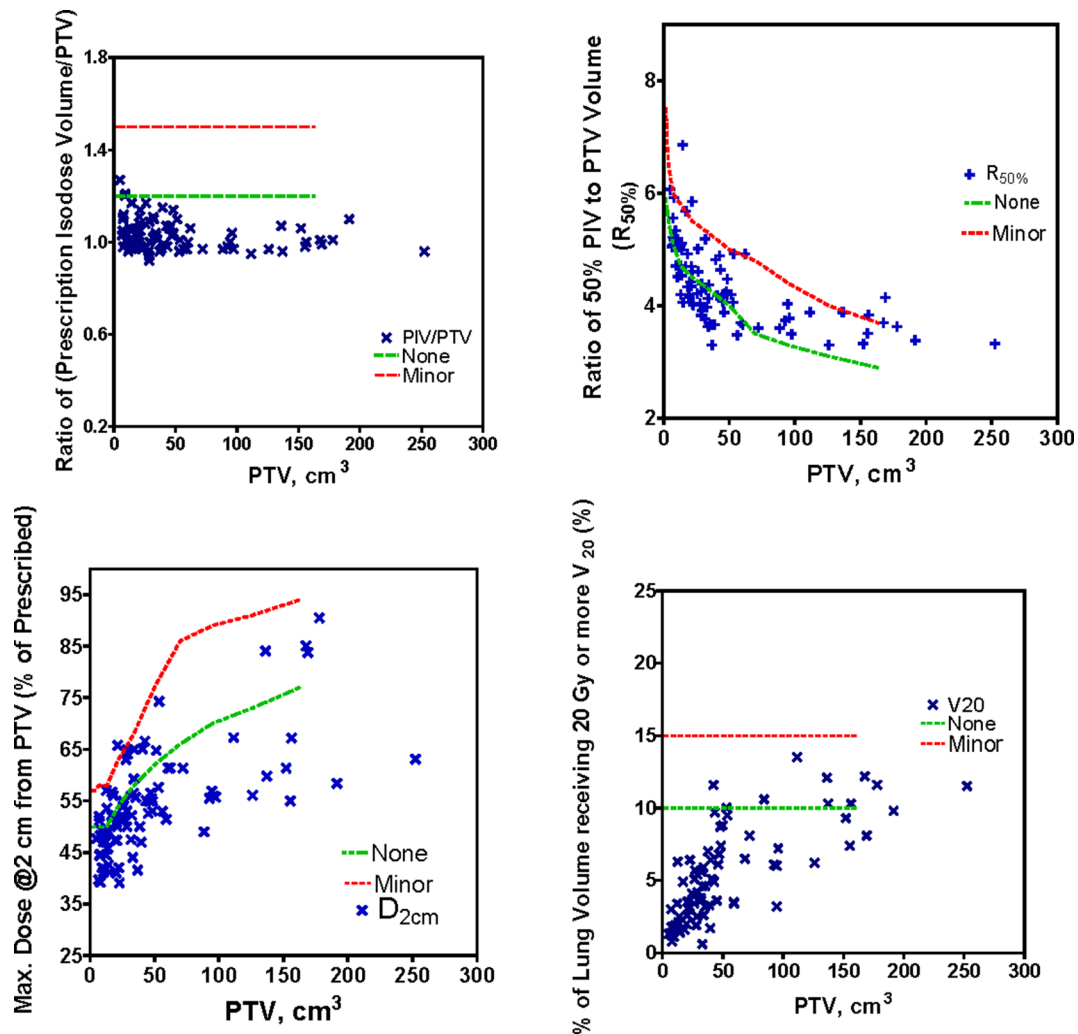 Ratio of (Prescription Isodose Volume/PTV)
1.8
1.4
1.0
0.6
0.2
PIV/PTV
None
Minor
0 50 100 150 200 250 300
PTV, cm³
Ratio of 50% PIV to PTV Volume
(R50%)
8
6
4
2
R50%
None
Minor
0 50 100 150 200 250 300
PTV, cm³
Max. Dose @2 cm from PTV (% of Prescribed)
95
85
75
65
55
45
35
25
None
Minor
D2cm
0 50 100 150 200 250 300
PTV, cm³
% of Lung Volume receiving 20 Gy or more V 20 (%)
25
20
15
10
5
0
V20
None
Minor
0 50 100 150 200 250 300
PTV, cm³